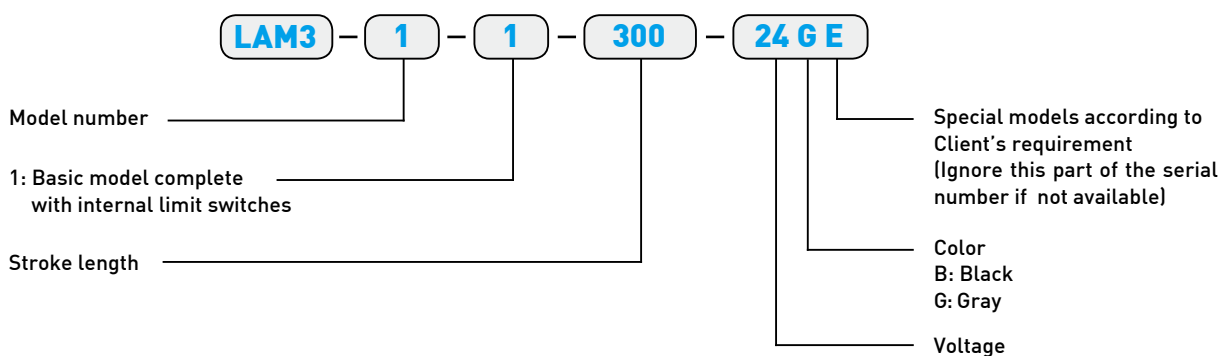 LAM3 – 1 – 1 – 300 – 24 G E
Model number
1: Basic model complete
with internal limit switches
Stroke length
Special models according to
Client's requirement
(Ignore this part of the serial
number if not available)
Color
B: Black
G: Gray
Voltage